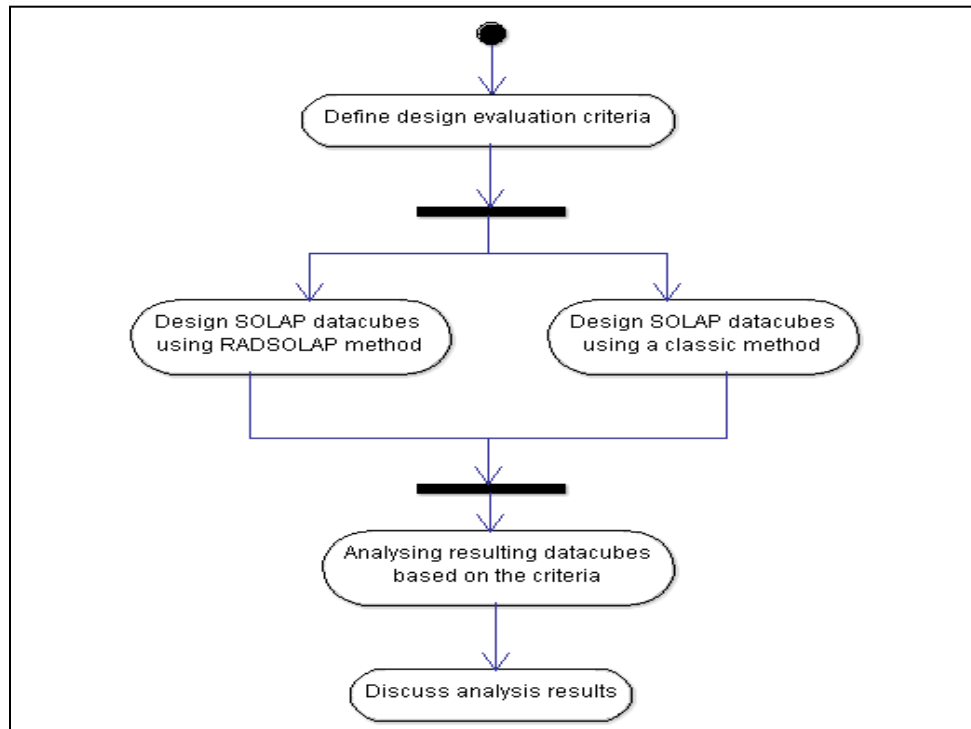 Define design evaluation criteria
Design SOLAP datacubes
using RADSOLAP method
Design SOLAP datacubes
using a classic method
Analysing resulting datacubes
based on the criteria
Discuss analysis results